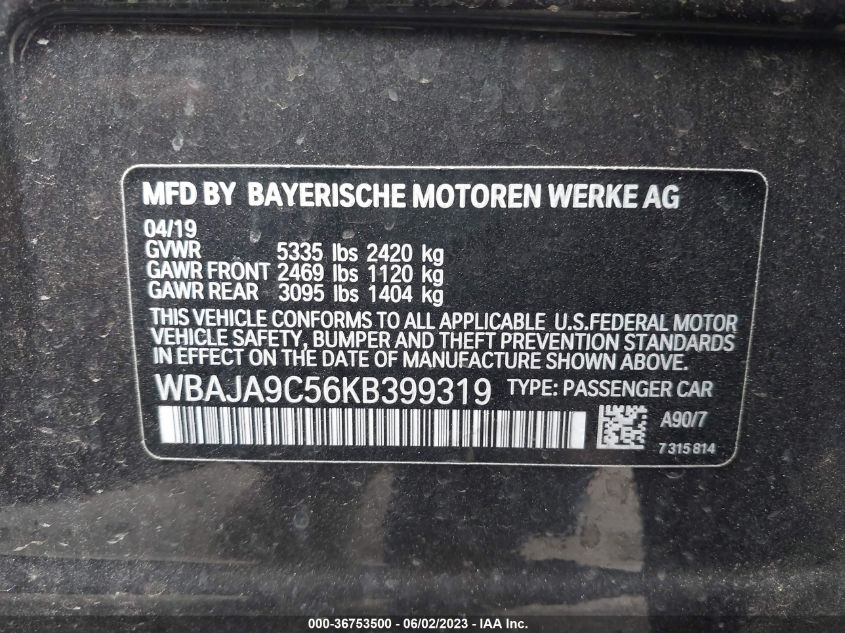 MFD BY BAYERISCHE MOTOREN WERKE AG
04/19
GVWR 5335 lbs 2420 kg
GAWR FRONT 2469 lbs 1120 kg
GAWR REAR 3095 lbs 1404 kg
THIS VEHICLE CONFORMS TO ALL APPLICABLE U.S.FEDERAL MOTOR
VEHICLE SAFETY, BUMPER AND THEFT PREVENTION STANDARDS
IN EFFECT ON THE DATE OF MANUFACTURE SHOWN ABOVE.
WBAJA9C56KB399319 TYPE: PASSENGER CAR
A90/7
7 315 814
000-36753500 - 06/02/2023 - IAA Inc.